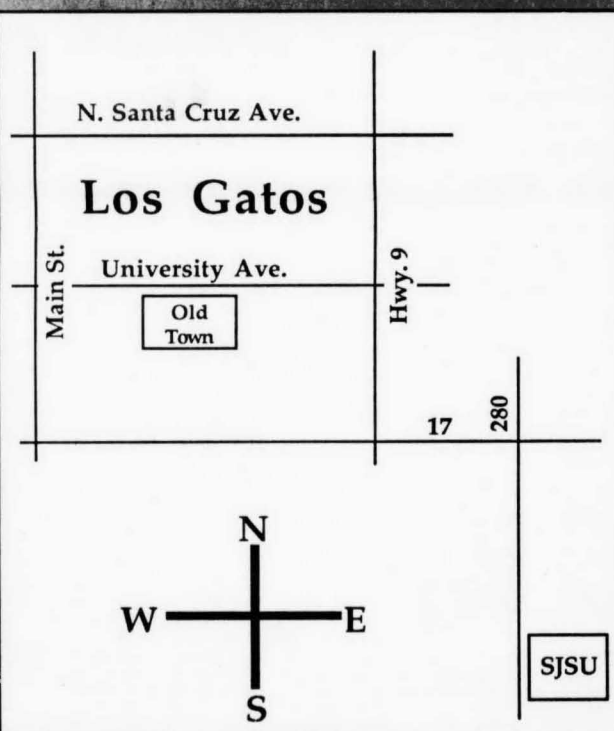 N. Santa Cruz Ave.
Los Gatos
Main St.
University Ave.
Hwy. 9
Old
Town
17
280
N
W
E
S
SJSU